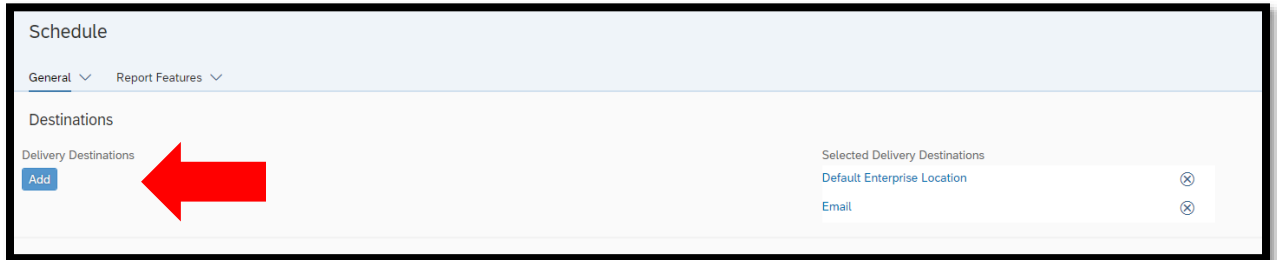 Schedule
General Report Features
Destinations
Delivery Destinations
Add
Selected Delivery Destinations
Default Enterprise Location
Email